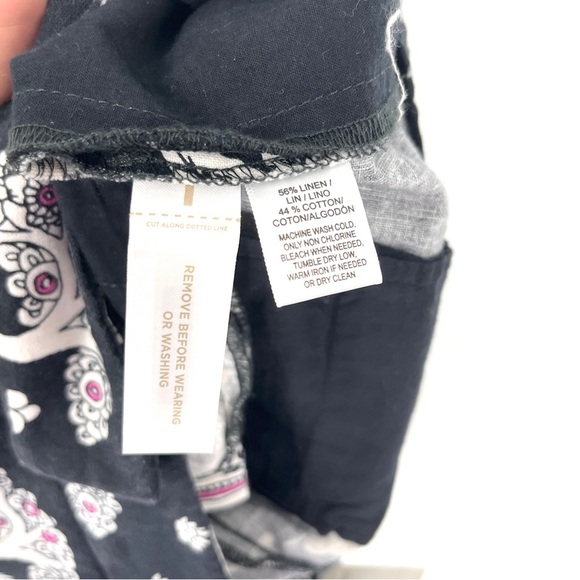 CUT ALONG DOTTED LINE
REMOVE BEFORE WEARING
OR WASHING
56% LINEN /
LIN / LINO
44 % COTTON/
COTON/ALGODÓN
MACHINE WASH COLD,
ONLY NON CHLORINE
BLEACH WHEN NEEDED,
TUMBLE DRY LOW,
WARM IRON IF NEEDED
OR DRY CLEAN